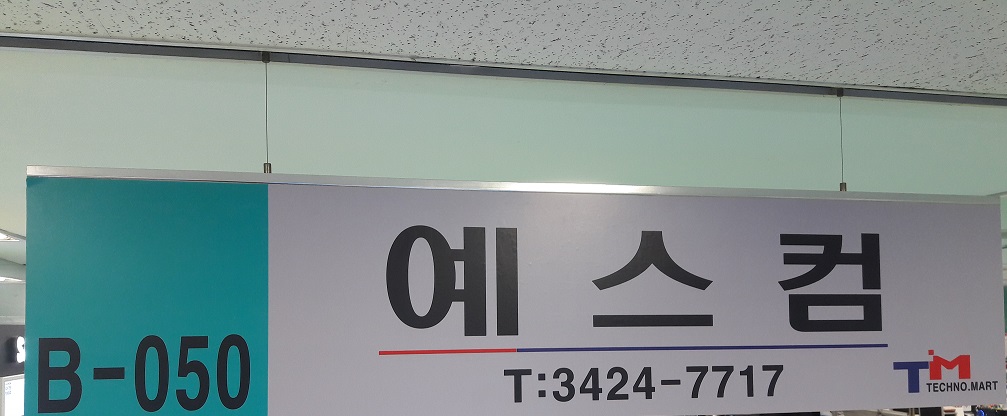 예스컴
B-050
T:3424-7717
TM
TECHNO.MART
S